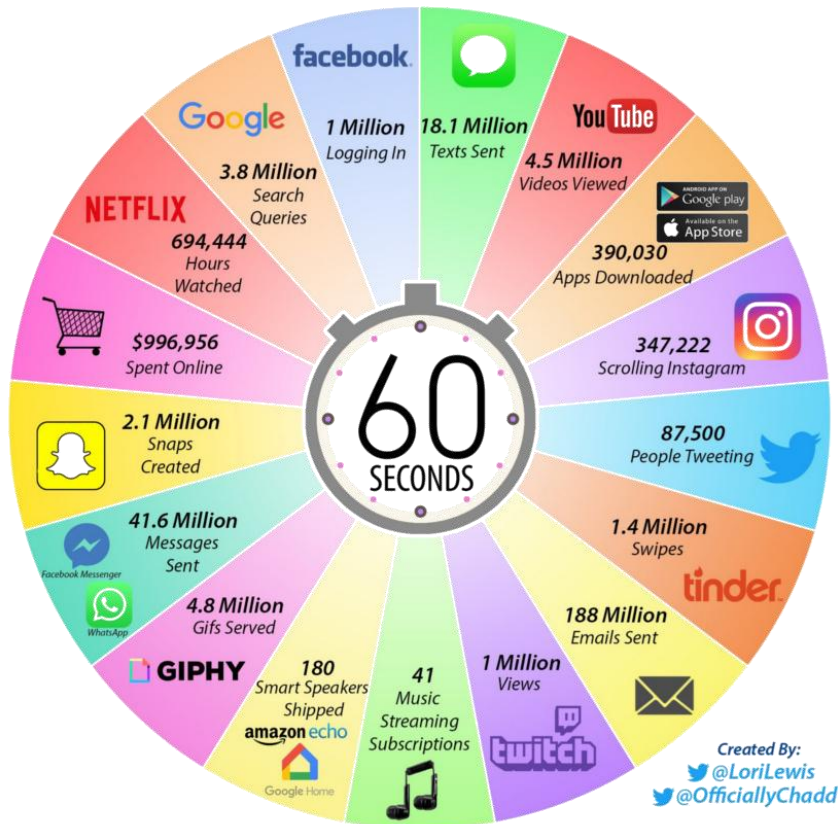 facebook.
1 Million
Logging In
18.1 Million
Texts Sent
You Tube
4.5 Million
Videos Viewed
ANDROID APP ON
Google play
Available on the
App Store
390,030
Apps Downloaded
347,222
Scrolling Instagram
87,500
People Tweeting
1.4 Million
Swipes
tinder
188 Million
Emails Sent
1 Million
Views
twitch
41
Music
Streaming
Subscriptions
180
Smart Speakers
Shipped
amazon echo
Google Home
4.8 Million
Gifs Served
GIPHY
41.6 Million
Messages
Sent
Facebook Messenger
WhatsApp
2.1 Million
Snaps
Created
$996,956
Spent Online
NETFLIX
694,444
Hours
Watched
Google
3.8 Million
Search
Queries
60
SECONDS
Created By:
@LoriLewis
@OfficiallyChadd